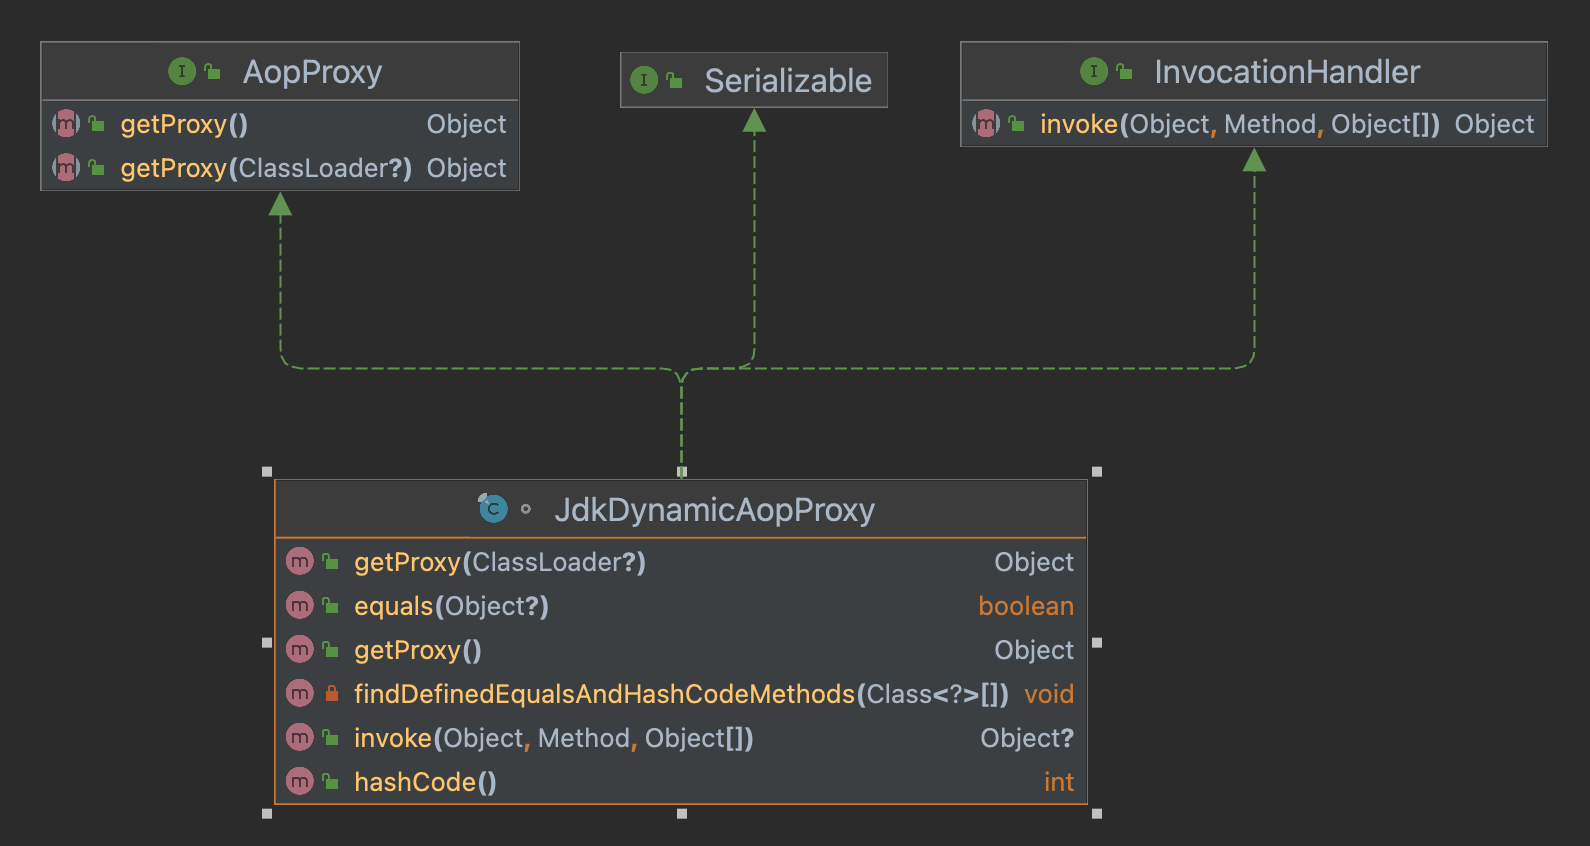 AopProxy
getProxy() Object
getProxy(ClassLoader?) Object
Serializable
InvocationHandler
invoke(Object, Method, Object[]) Object
JdkDynamicAopProxy
getProxy(ClassLoader?) Object
equals(Object?) boolean
getProxy() Object
findDefinedEqualsAndHashCodeMethods(Class<?>[]) void
invoke(Object, Method, Object[]) Object?
hashCode() int